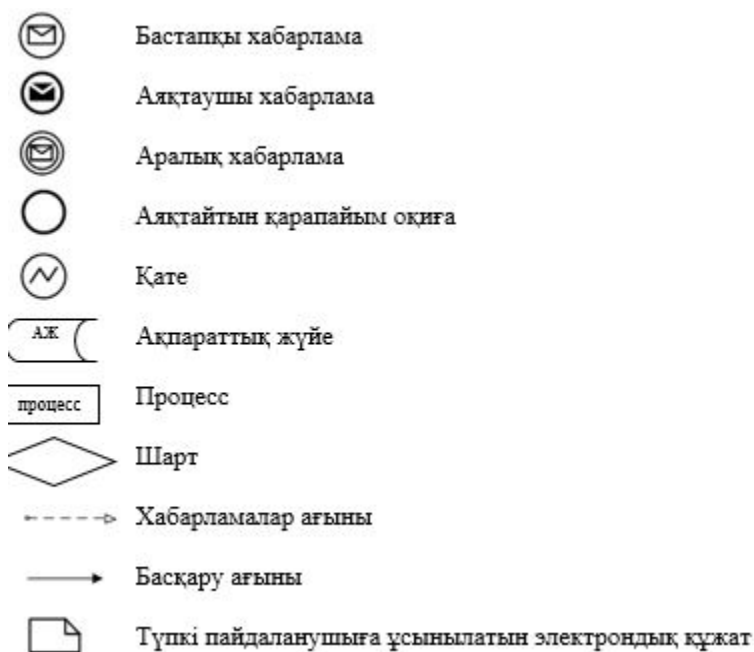 Бастапқы хабарлама
Аяқтаушы хабарлама
Аралық хабарлама
Аяқтайтын қарапайым оқиға
Қате
АЖ Ақпараттық жүйе
процесс Процесс
Шарт
Хабарламалар ағыны
Басқару ағыны
Түпкі пайдаланушыға ұсынылатын электрондық құжат